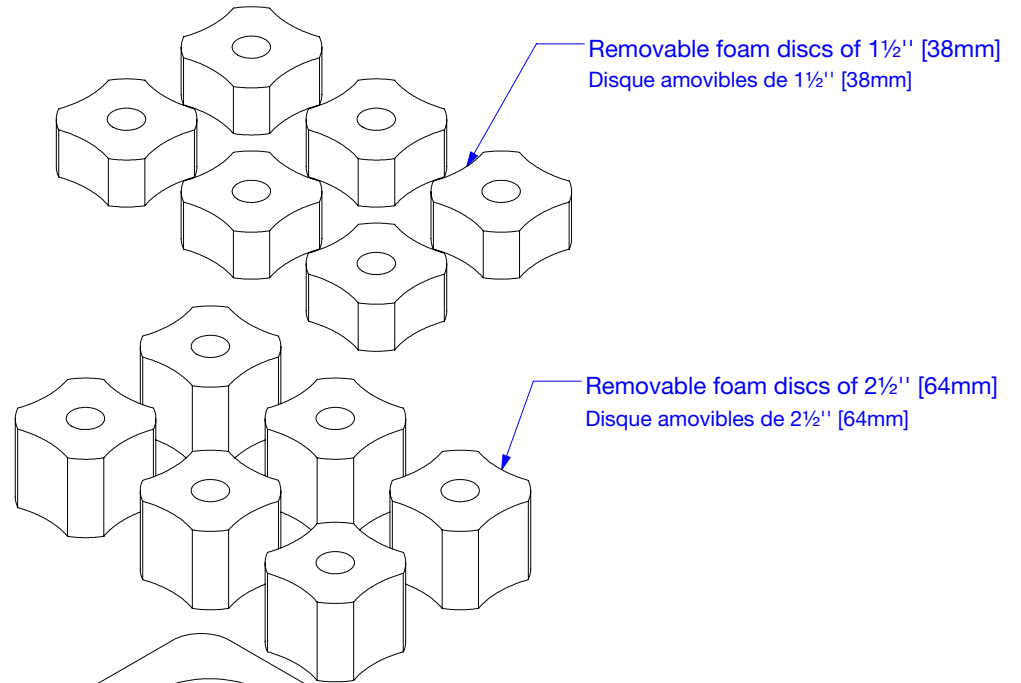 Removable foam discs of 1½'' [38mm]
Disque amovibles de 1½'' [38mm]
Removable foam discs of 2½'' [64mm]
Disque amovibles de 2½'' [64mm]